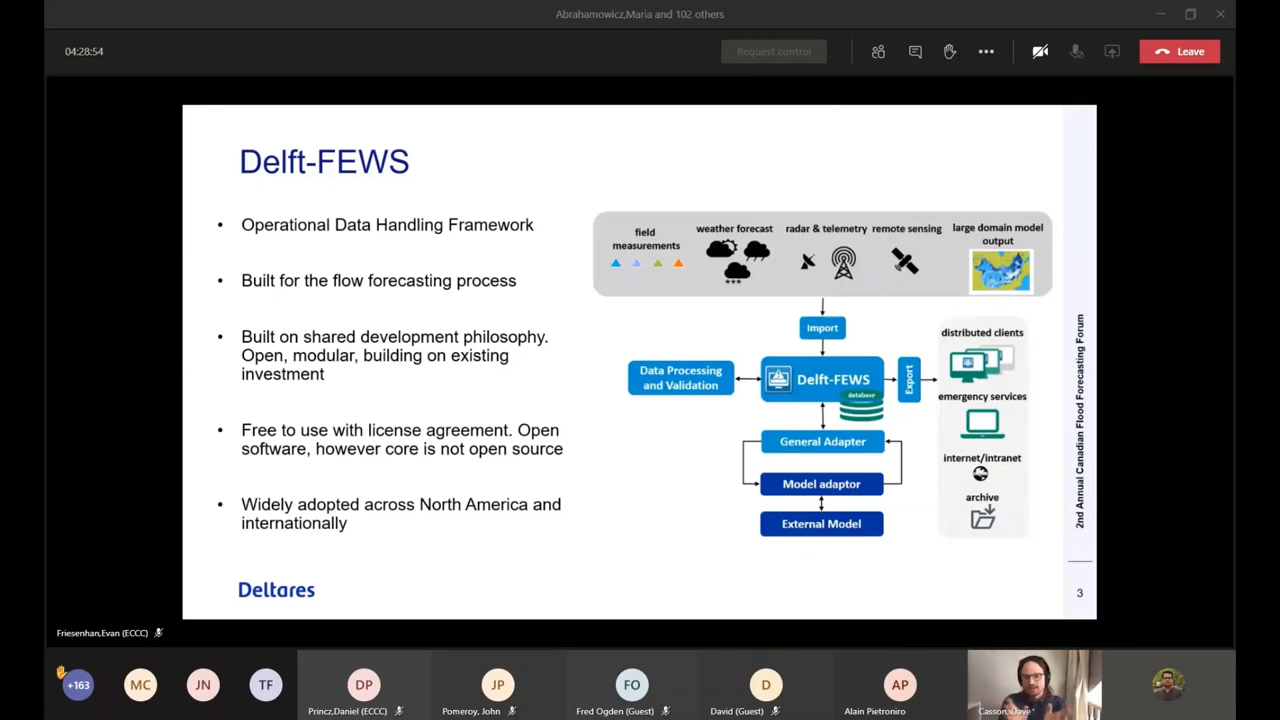 Abrahamowicz,Maria and 102 others
04:28:54
Request control
Leave
Delft-FEWS
• Operational Data Handling Framework
• Built for the flow forecasting process
• Built on shared development philosophy.
Open, modular, building on existing
investment
• Free to use with license agreement. Open
software, however core is not open source
• Widely adopted across North America and
internationally
Deltares
field
measurements
weather forecast
radar & telemetry
remote sensing
large domain model
output
Import
Data Processing
and Validation
Delft-FEWS
database
Export
General Adapter
Model adaptor
External Model
distributed clients
emergency services
internet/intranet
archive
2nd Annual Canadian Flood Forecasting Forum
3
Friesenhan,Evan (ECCC)
+163
MC
JN
TF
DP
Princz,Daniel (ECCC)
JP
Pomeroy, John
FO
Fred Ogden (Guest)
D
David (Guest)
AP
Alain Pietroniro
Casson, Dave